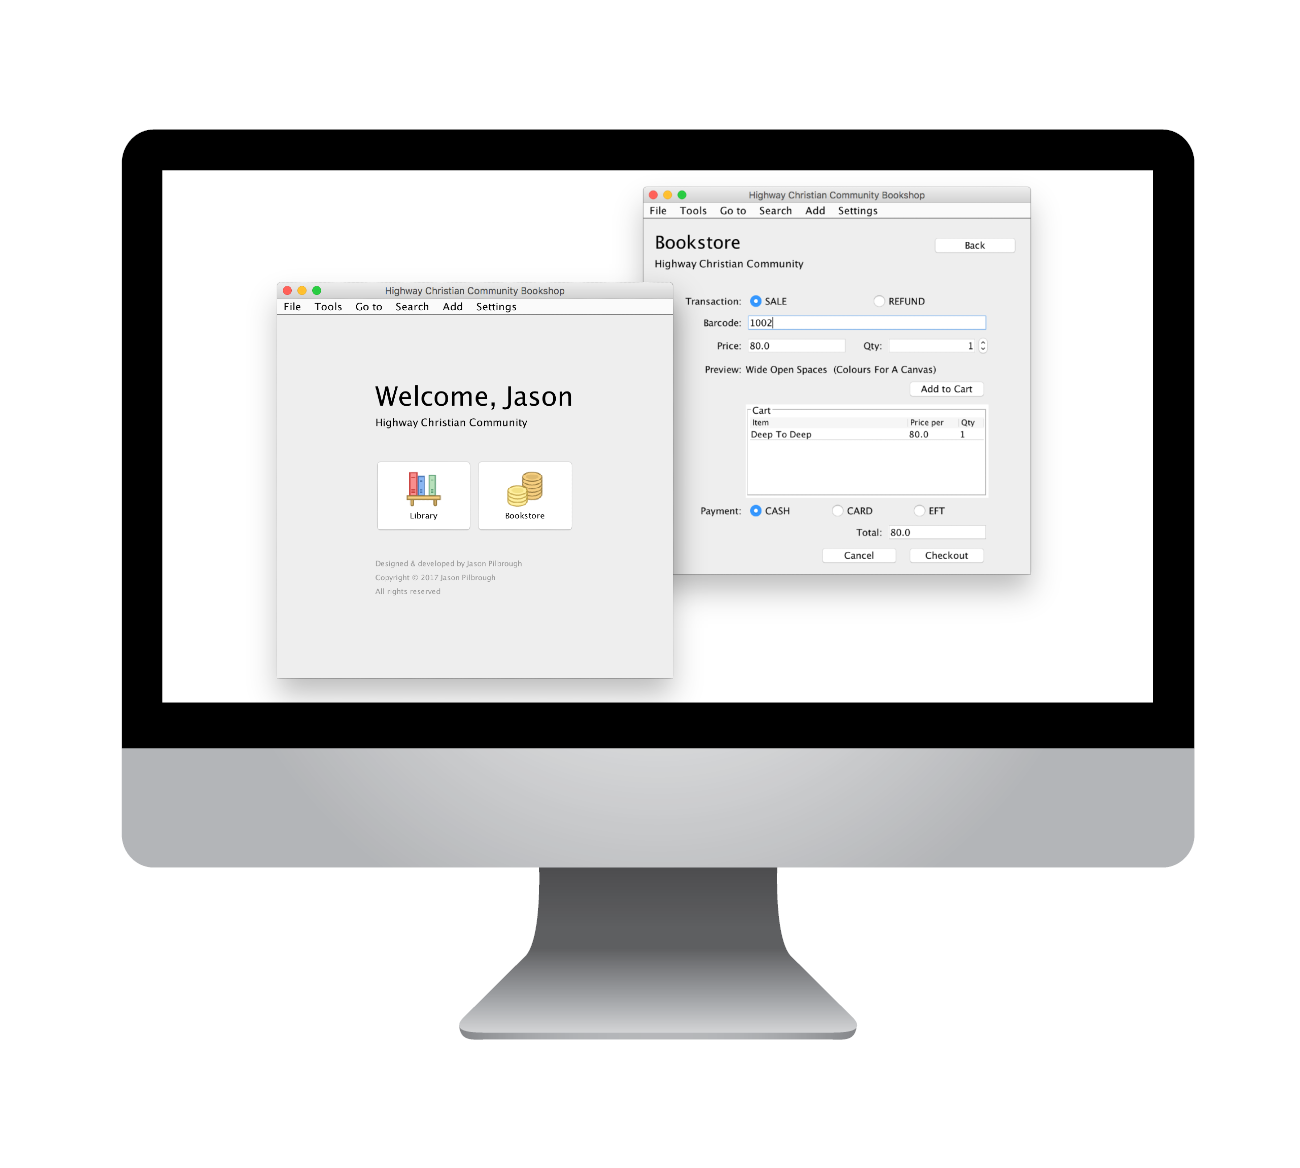 Highway Christian Community Bookshop
File Tools Go to Search Add Settings
Bookstore
Back
Highway Christian Community
Transaction: SALE REFUND
Barcode: 1002
Price: 80.0 Qty: 1
Preview: Wide Open Spaces (Colours For A Canvas)
Add to Cart
Cart
Item Price per Qty
Deep To Deep 80.0 1
Payment: CASH CARD EFT
Total: 80.0
Cancel Checkout
Highway Christian Community Bookshop
File Tools Go to Search Add Settings
Welcome, Jason
Highway Christian Community
Library Bookstore
Designed & developed by Jason Pilbrough
Copyright © 2017 Jason Pilbrough
All rights reserved